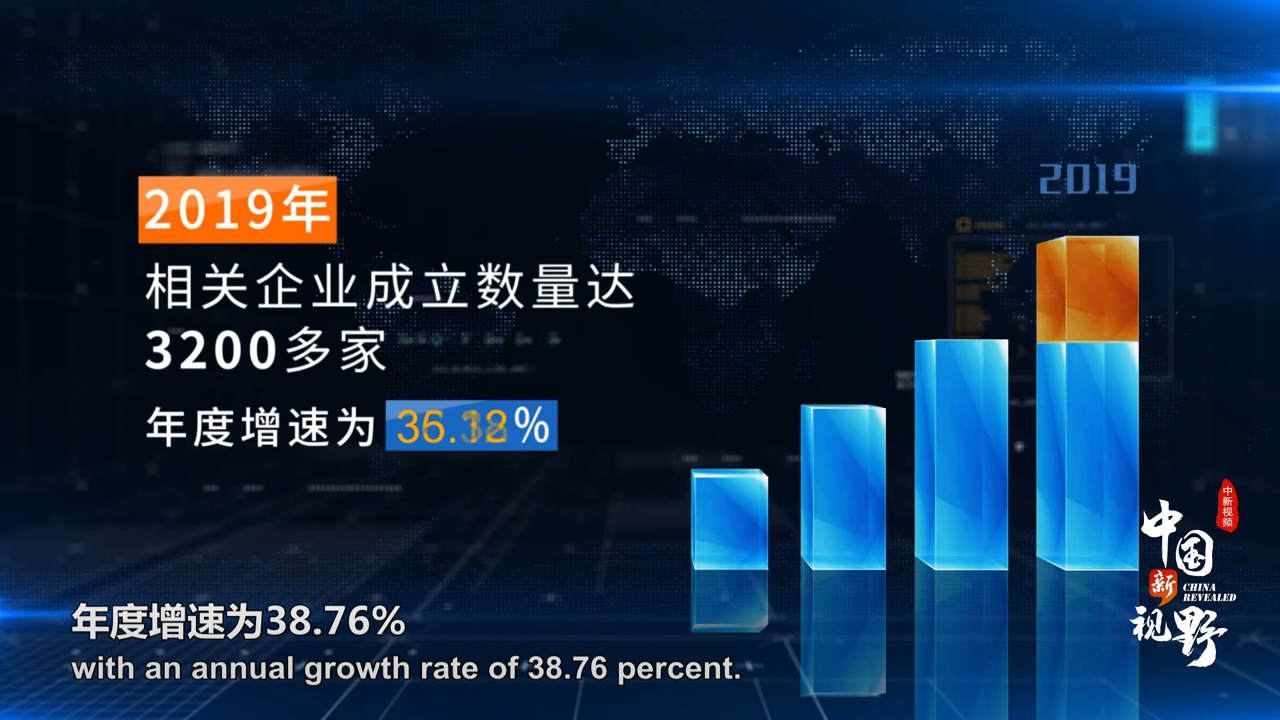 2019年
相关企业成立数量达
3200多家
年度增速为 %
2019
中新视频
中国
新
CHINA
REVEALED
视野
年度增速为38.76%
with an annual growth rate of 38.76 percent.